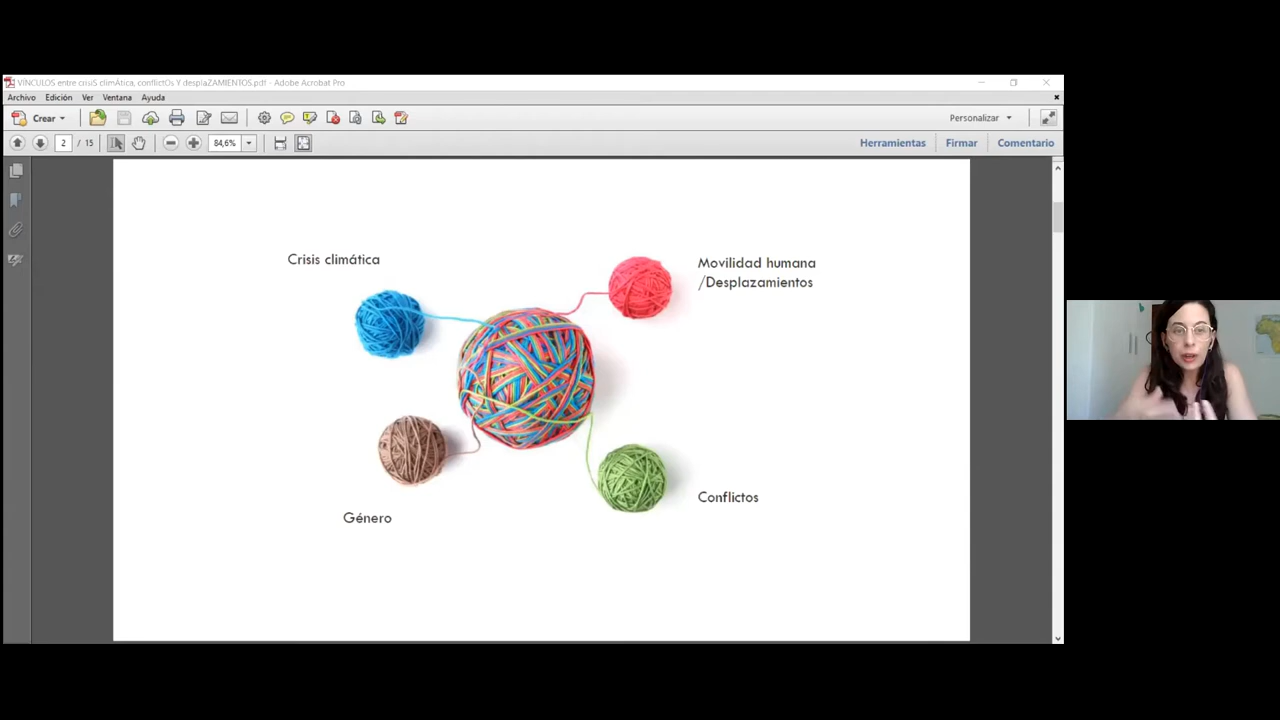 VÍNCULOS entre crisiS climÁtica, conflictOs Y desplaZAMIENTOS.pdf - Adobe Acrobat Pro
Archivo Edición Ver Ventana Ayuda
Crear Personalizar
2 / 15 84,6% Herramientas Firmar Comentario
Crisis climática
Movilidad humana
/Desplazamientos
Conflictos
Género